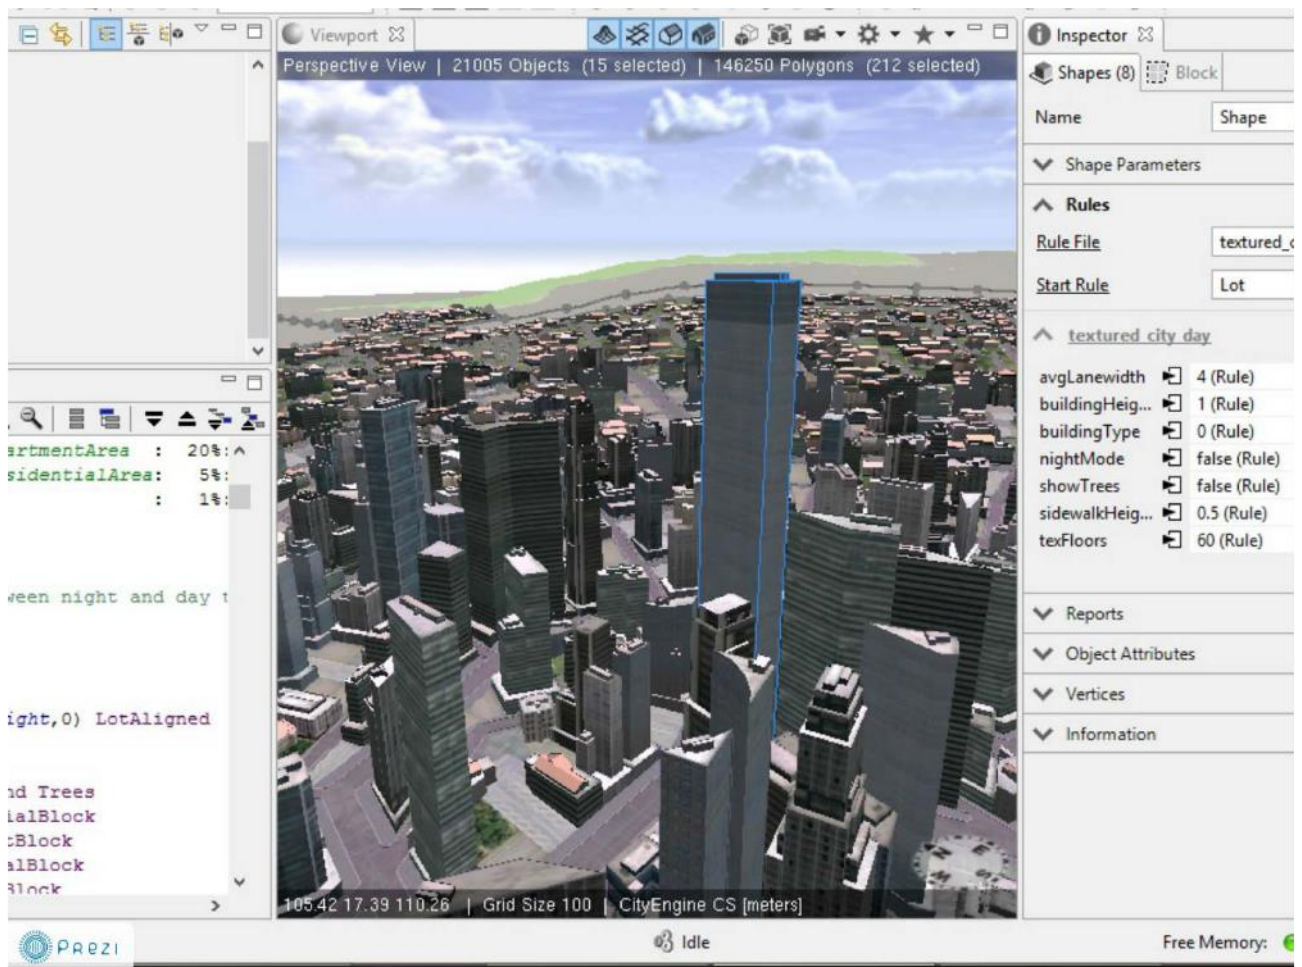 Viewport
Inspector
Perspective View | 21005 Objects (15 selected) | 146250 Polygons (212 selected)
Shapes (8)
Block
Name
Shape
Shape Parameters
Rules
Rule File
textured_c
Start Rule
Lot
textured_city_day
avgLanewidth 4 (Rule)
buildingHeig... 1 (Rule)
buildingType 0 (Rule)
nightMode false (Rule)
showTrees false (Rule)
sidewalkHeig... 0.5 (Rule)
texFloors 60 (Rule)
Reports
Object Attributes
Vertices
Information
artmentArea : 20%:
sidentialArea: 5%:
: 1%:
ween night and day t
ight,0) LotAligned
nd Trees
ialBlock
tBlock
alBlock
Block
105.42 17.39 110.26 | Grid Size 100 | CityEngine CS [meters]
Prezi
Idle
Free Memory: